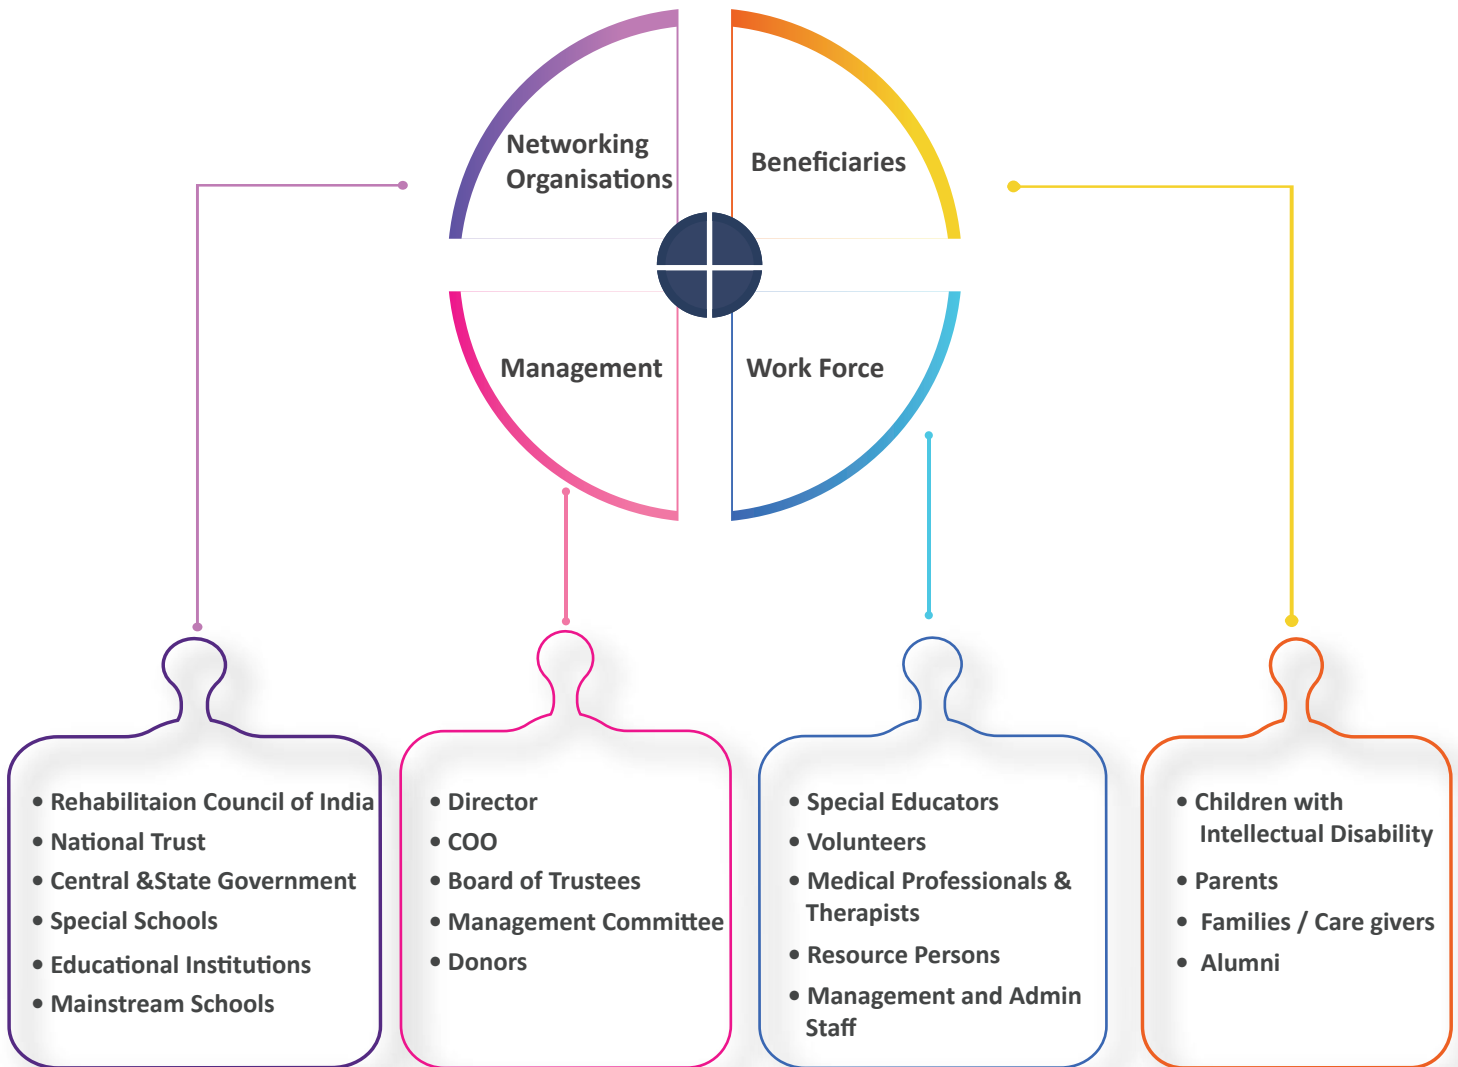 Networking
Organisations
Beneficiaries
Management
Work Force
• Rehabilitaion Council of India
• National Trust
• Central &State Government
• Special Schools
• Educational Institutions
• Mainstream Schools
• Director
• COO
• Board of Trustees
• Management Committee
• Donors
• Special Educators
• Volunteers
• Medical Professionals &
Therapists
• Resource Persons
• Management and Admin
Staff
• Children with
Intellectual Disability
• Parents
• Families / Care givers
• Alumni